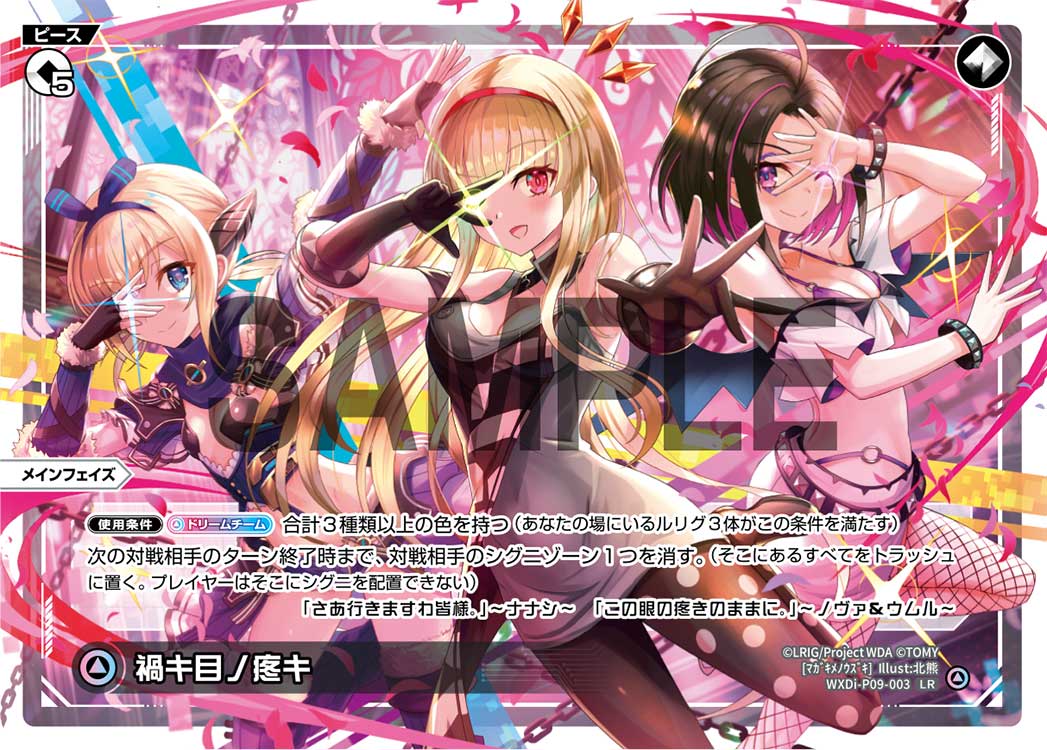 ピース
5
SAMPLE
メインフェイズ
使用条件 ドリームチーム 合計3種類以上の色を持つ(あなたの場にいるルリグ3体がこの条件を満たす)
次の対戦相手のターン終了時まで、対戦相手のシグニゾーン1つを消す。(そこにあるすべてをトラッシュ
に置く。プレイヤーはそこにシグニを配置できない)
「さあ行きますわ皆様。」~ナナシ~ 「この眼の疼きのままに。」~ノヴァ&ウムル~
禍キ目ノ疼キ
©LRIG/Project WDA ©TOMY
[マガキメノウズキ] Illust:北熊
WXDi-P09-003 LR